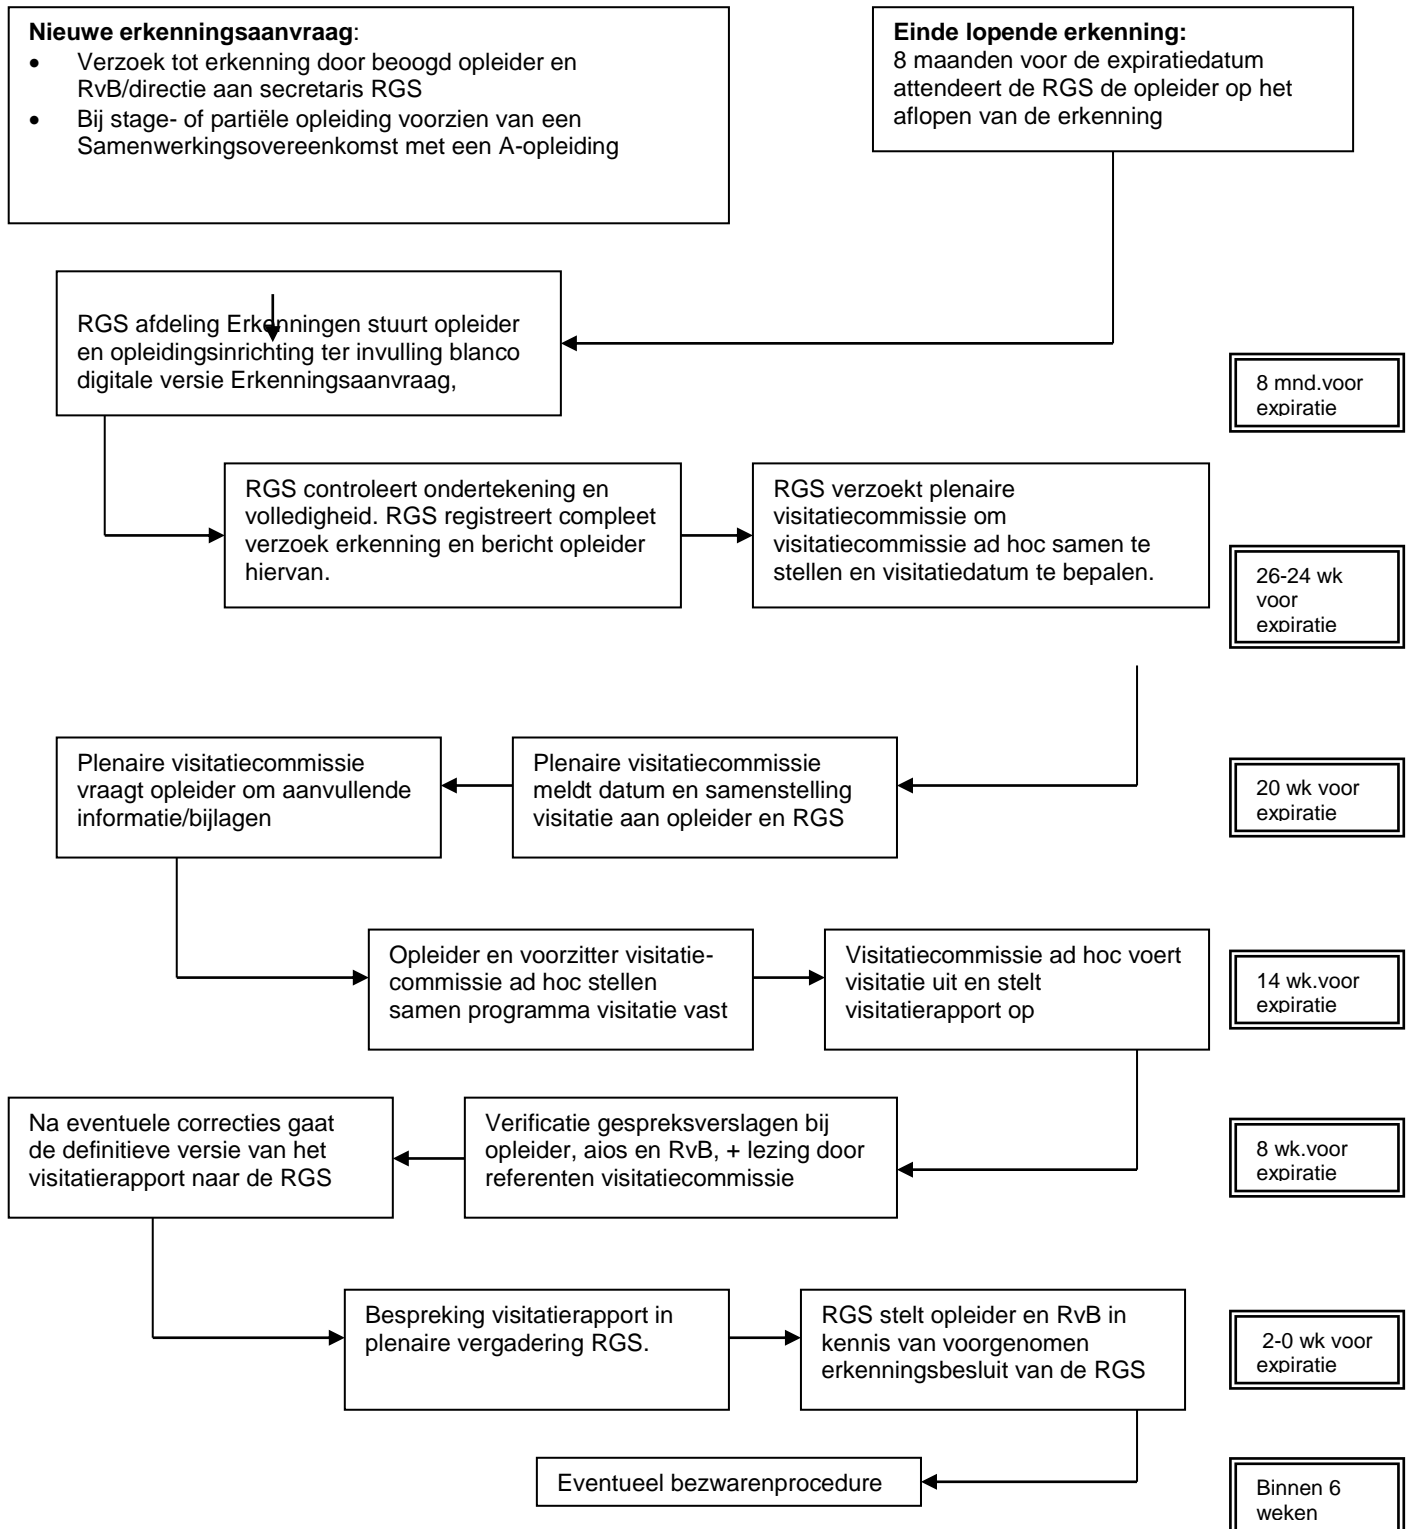 Nieuwe erkenningsaanvraag:
• Verzoek tot erkenning door beoogd opleider en
RvB/directie aan secretaris RGS
• Bij stage- of partiële opleiding voorzien van een
Samenwerkingsovereenkomst met een A-opleiding
Einde lopende erkenning:
8 maanden voor de expiratiedatum
attendeert de RGS de opleider op het
aflopen van de erkenning
RGS afdeling Erkenningen stuurt opleider
en opleidingsinrichting ter invulling blanco
digitale versie Erkenningsaanvraag,
8 mnd.voor
expiratie
RGS controleert ondertekening en
volledigheid. RGS registreert compleet
verzoek erkenning en bericht opleider
hiervan.
RGS verzoekt plenaire
visitatiecommissie om
visitatiecommissie ad hoc samen te
stellen en visitatiedatum te bepalen.
26-24 wk
voor
expiratie
Plenaire visitatiecommissie
vraagt opleider om aanvullende
informatie/bijlagen
Plenaire visitatiecommissie
meldt datum en samenstelling
visitatie aan opleider en RGS
20 wk voor
expiratie
Opleider en voorzitter visitatie-
commissie ad hoc stellen
samen programma visitatie vast
Visitatiecommissie ad hoc voert
visitatie uit en stelt
visitatierapport op
14 wk.voor
expiratie
Na eventuele correcties gaat
de definitieve versie van het
visitatierapport naar de RGS
Verificatie gespreksverslagen bij
opleider, aios en RvB, + lezing door
referenten visitatiecommissie
8 wk.voor
expiratie
Bespreking visitatierapport in
plenaire vergadering RGS.
RGS stelt opleider en RvB in
kennis van voorgenomen
erkenningsbesluit van de RGS
2-0 wk voor
expiratie
Eventueel bezwarenprocedure
Binnen 6
weken